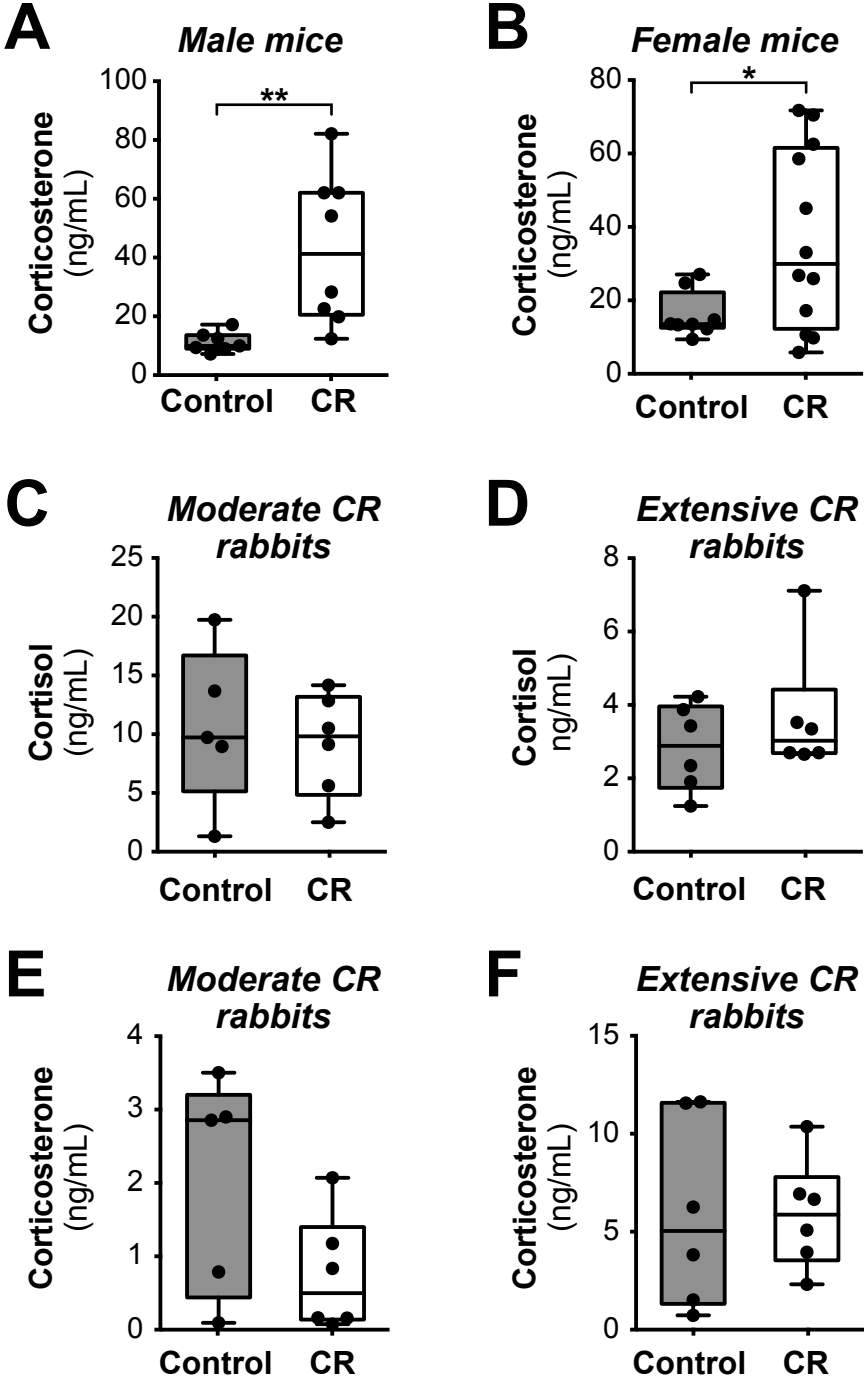 A
Male mice
Corticosterone
(ng/mL)
100
80
60
40
20
0
**
Control
CR
B
Female mice
Corticosterone
(ng/mL)
80
60
40
20
0
*
Control
CR
C
Moderate CR
rabbits
Cortisol
(ng/mL)
25
20
15
10
5
0
Control
CR
D
Extensive CR
rabbits
Cortisol
ng/mL)
8
6
4
2
0
Control
CR
E
Moderate CR
rabbits
Corticosterone
(ng/mL)
4
3
2
1
0
Control
CR
F
Extensive CR
rabbits
Corticosterone
(ng/mL)
15
10
5
0
Control
CR